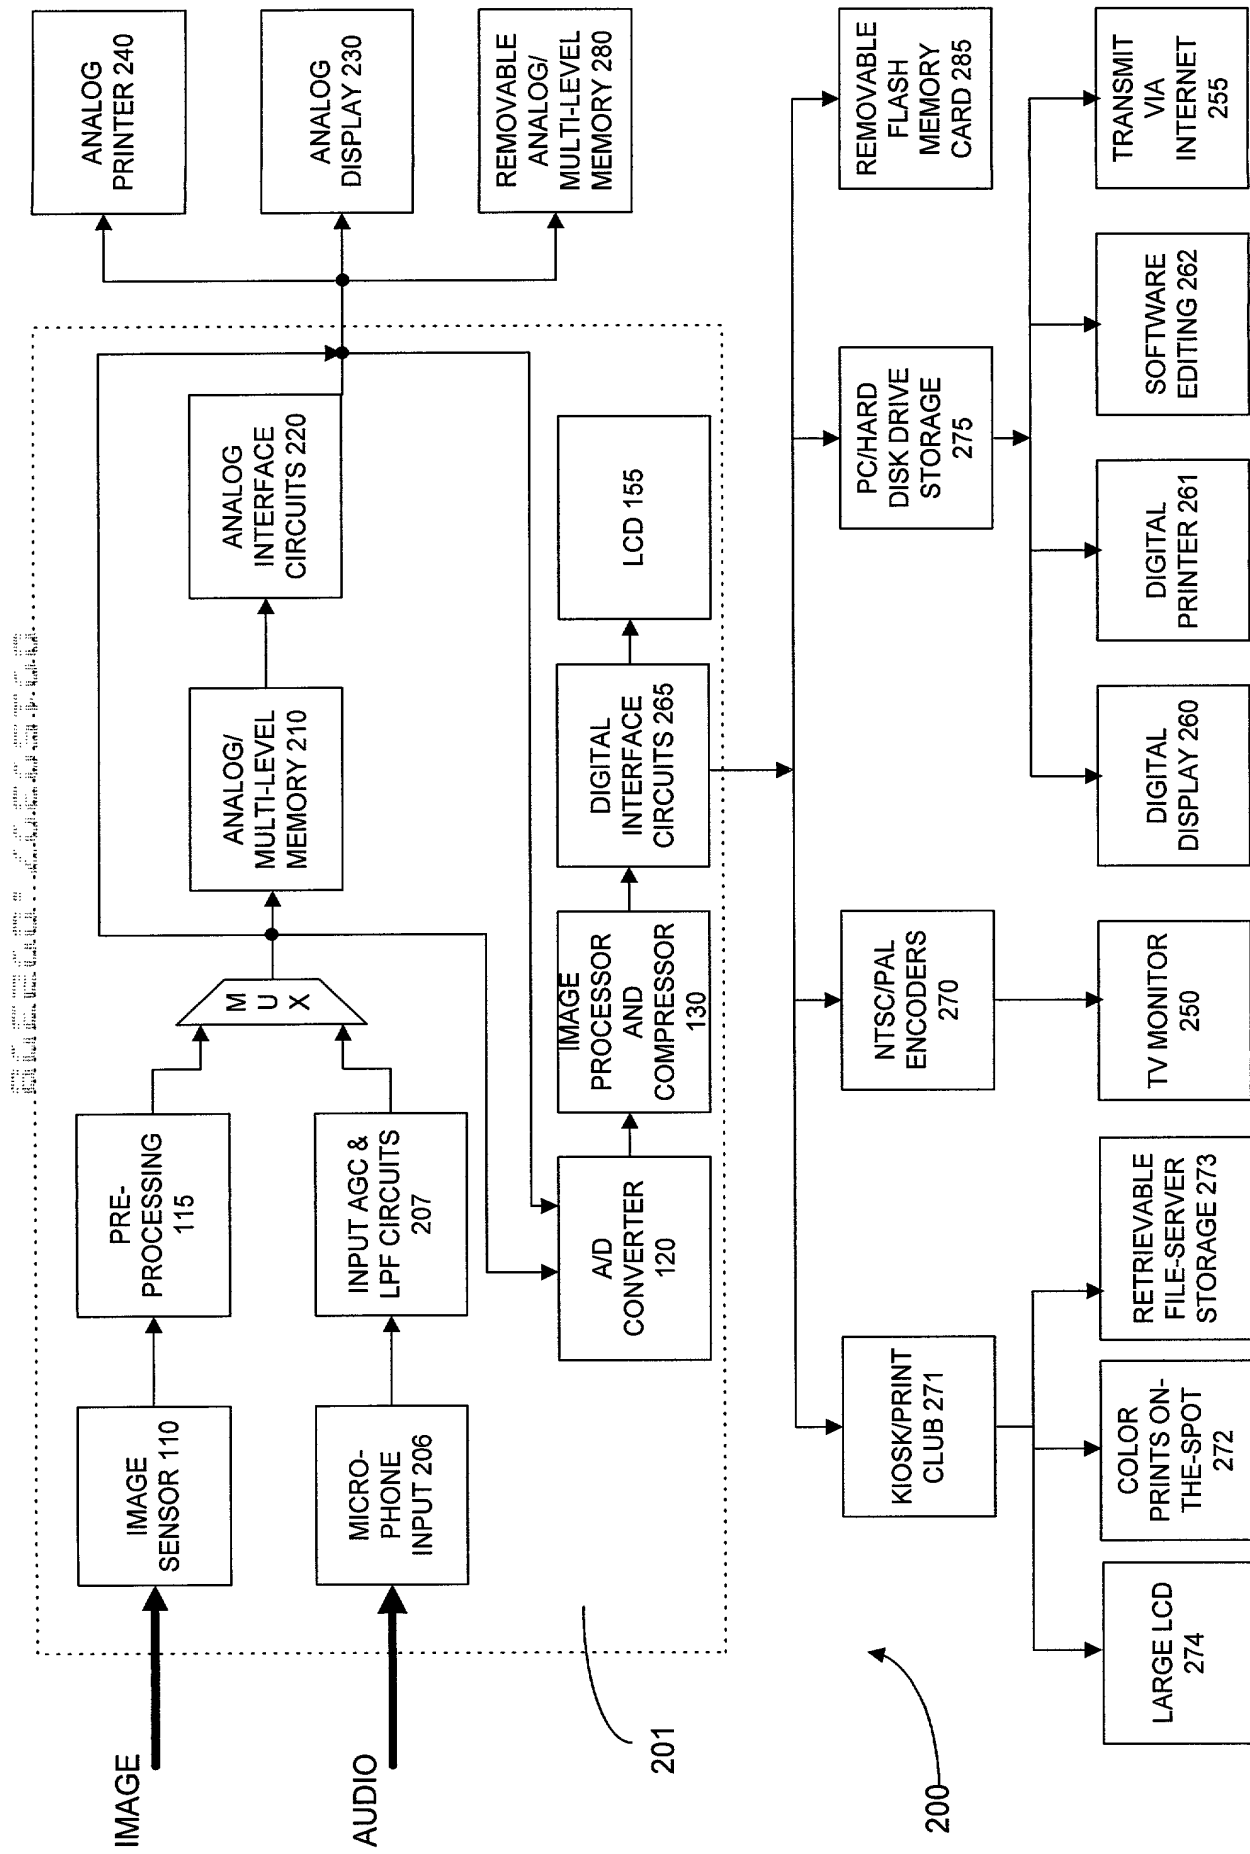 IMAGE
AUDIO
IMAGE
SENSOR 110
PRE-
PROCESSING
115
MICRO-
PHONE
INPUT 206
INPUT AGC &
LPF CIRCUITS
207
M
U
X
ANALOG/
MULTI-LEVEL
MEMORY 210
ANALOG
INTERFACE
CIRCUITS 220
ANALOG
PRINTER 240
ANALOG
DISPLAY 230
REMOVABLE
ANALOG/
MULTI-LEVEL
MEMORY 280
A/D
CONVERTER
120
IMAGE
PROCESSOR
AND
COMPRESSOR
130
DIGITAL
INTERFACE
CIRCUITS 265
LCD 155
201
200
KIOSK/PRINT
CLUB 271
NTSC/PAL
ENCODERS
270
PC/HARD
DISK DRIVE
STORAGE
275
REMOVABLE
FLASH
MEMORY
CARD 285
LARGE LCD
274
COLOR
PRINTS ON-
THE-SPOT
272
RETRIEVABLE
FILE-SERVER
STORAGE 273
TV MONITOR
250
DIGITAL
DISPLAY 260
DIGITAL
PRINTER 261
SOFTWARE
EDITING 262
TRANSMIT
VIA
INTERNET
255